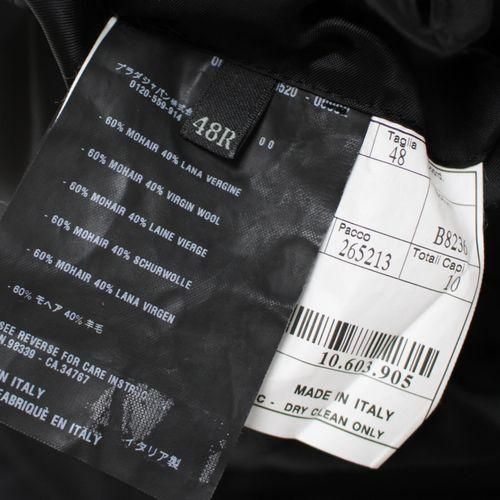 プラダジャパン株式会社
0120-559-914
48R
00
- 60% MOHAIR 40% LANA VERGINE
- 60% MOHAIR 40% VIRGIN WOOL
- 60% MOHAIR 40% LAINE VIERGE
- 60% MOHAIR 40% SCHURWOLLE
- 60% MOHAIR 40% LANA VIRGEN
- 60% モヘア 40% 羊毛
SEE REVERSE FOR CARE INSTRUC.
N.98339 - CA.34767
IN ITALY
FABRIQUÉ EN ITALY
イタリア製
Taglia
48
B8236
Pacco
265213
Totali Capi
10
10.603.905
MADE IN ITALY
C - DRY CLEAN ONLY